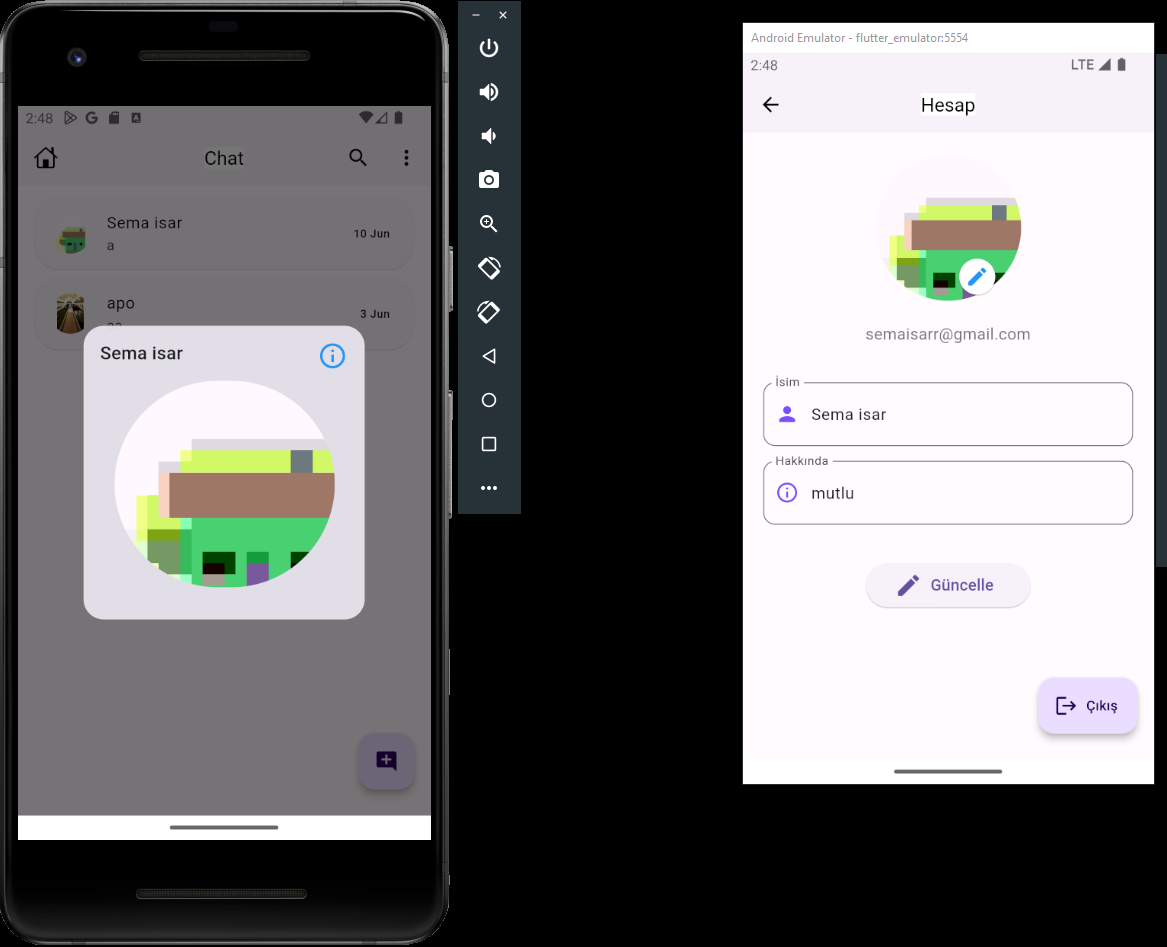 2:48
Chat
Sema isar
a
10 Jun
apo
3 Jun
Sema isar
Android Emulator - flutter_emulator:5554
2:48
LTE
Hesap
semaisarr@gmail.com
İsim
Sema isar
Hakkında
mutlu
Güncelle
Çıkış